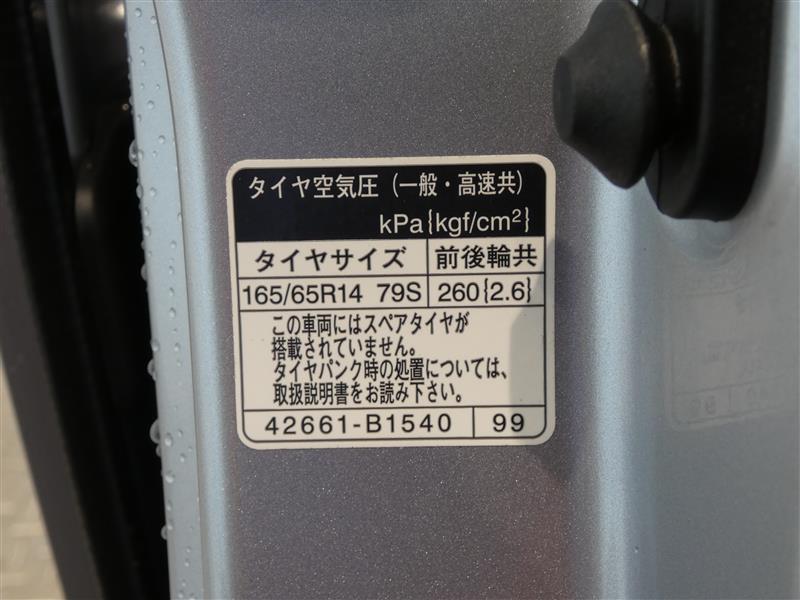 タイヤ空気圧（一般・高速共）
kPa{kgf/cm²}
タイヤサイズ 前後輪共
165/65R14 79S 260{2.6}
この車両にはスペアタイヤが
搭載されていません。
タイヤパンク時の処置については、
取扱説明書をお読み下さい。
42661-B1540 99